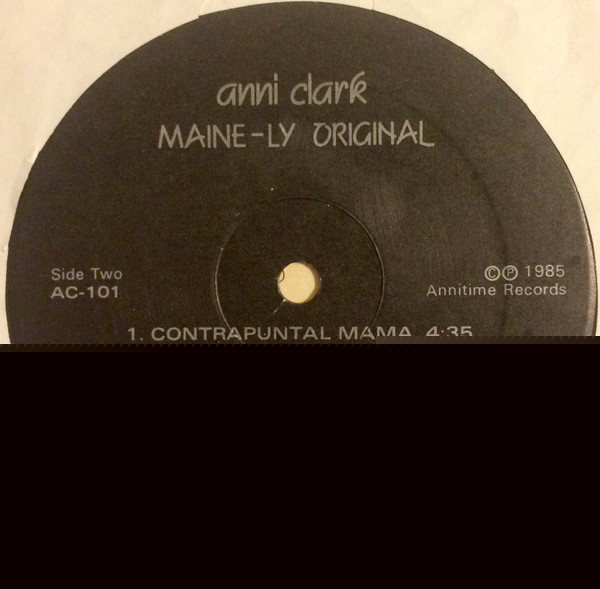 anni clark
MAINE-LY ORIGINAL
Side Two
AC-101
©℗ 1985
Annitime Records
1. CONTRAPUNTAL MAMA 4:35